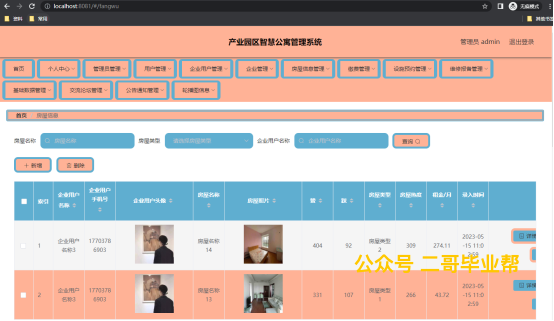 localhost:8081/#/fangwu
无痕模式
资料
常用
产业园区智慧公寓管理系统
管理员 admin 退出登录
首页 个人中心 管理员管理 用户管理 企业用户管理 企业管理 房屋信息管理 缴费管理 设施预约管理 维修报备管理
基础数据管理 交流论坛管理 公告通知管理 轮播图信息
首页 房屋信息
房屋名称 房屋名称 房屋类型 请选择房屋类型 企业用户名称 企业用户名称 查询
+ 新增 删除
索引 企业用户名称 企业用户手机号 企业用户头像 房屋名称 房屋照片 赞 踩 房屋类型 房屋热度 租金/月 录入时间
1 企业用户名称3 17703786903 房屋名称14 404 92 房屋类型2 309 274.11 2023-05-15 11:02:59 详情
公众号 二哥毕业帮
2 企业用户名称3 17703786903 房屋名称13 331 107 房屋类型1 266 43.72 2023-05-15 11:02:59 详情